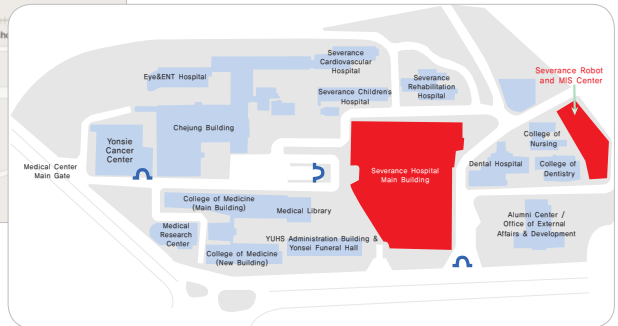 Severance
Cardiovascular
Hospital
Eye&ENT Hospital
Severance Childrens
Hospital
Severance
Rehabilitation
Hospital
Severance Robot
and MIS Center
Yonsie
Cancer
Center
Chejung Building
College of
Nursing
Medical Center
Main Gate
Severance Hospital
Main Building
Dental Hospital
College of
Dentistry
College of Medicine
(Main Building)
Medical Library
Medical
Research
Center
College of Medicine
(New Building)
YUHS Administration Building &
Yonsei Funeral Hall
Alumni Center /
Office of External
Affairs & Development